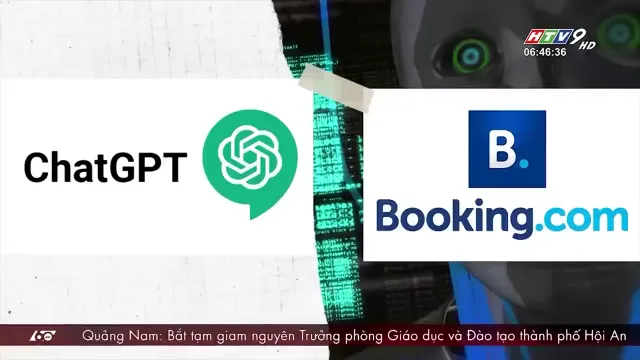 HTV9 HD
06:46:36
ChatGPT
B.
Booking.com
60
Quảng Nam: Bắt tạm giam nguyên Trưởng phòng Giáo dục và Đào tạo thành phố Hội An